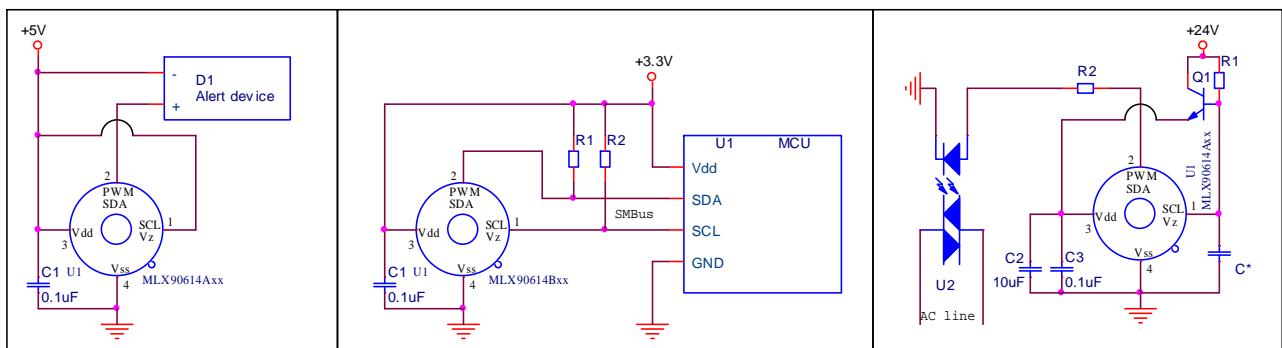 +5V
-
D1
Alert device
+
2
PWM
SDA
SCL
Vz
1
Vdd
3
Vss
4
C1
U1
0.1uF
MLX90614Axx
+3.3V
R1
R2
U1
MCU
Vdd
SDA
SCL
GND
SMBus
2
PWM
SDA
SCL
Vz
1
Vdd
3
Vss
4
C1
U1
0.1uF
MLX90614Bxx
+24V
R1
Q1
R2
U1
MLX90614Axx
2
PWM
SDA
SCL
Vz
1
Vdd
3
Vss
4
C2
10uF
C3
0.1uF
C*
U2
AC line